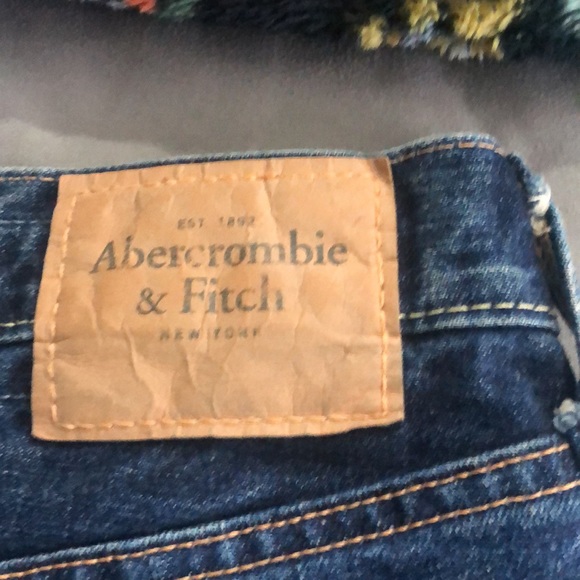 EST 1892
Abercrombie
& Fitch
NEW YORK